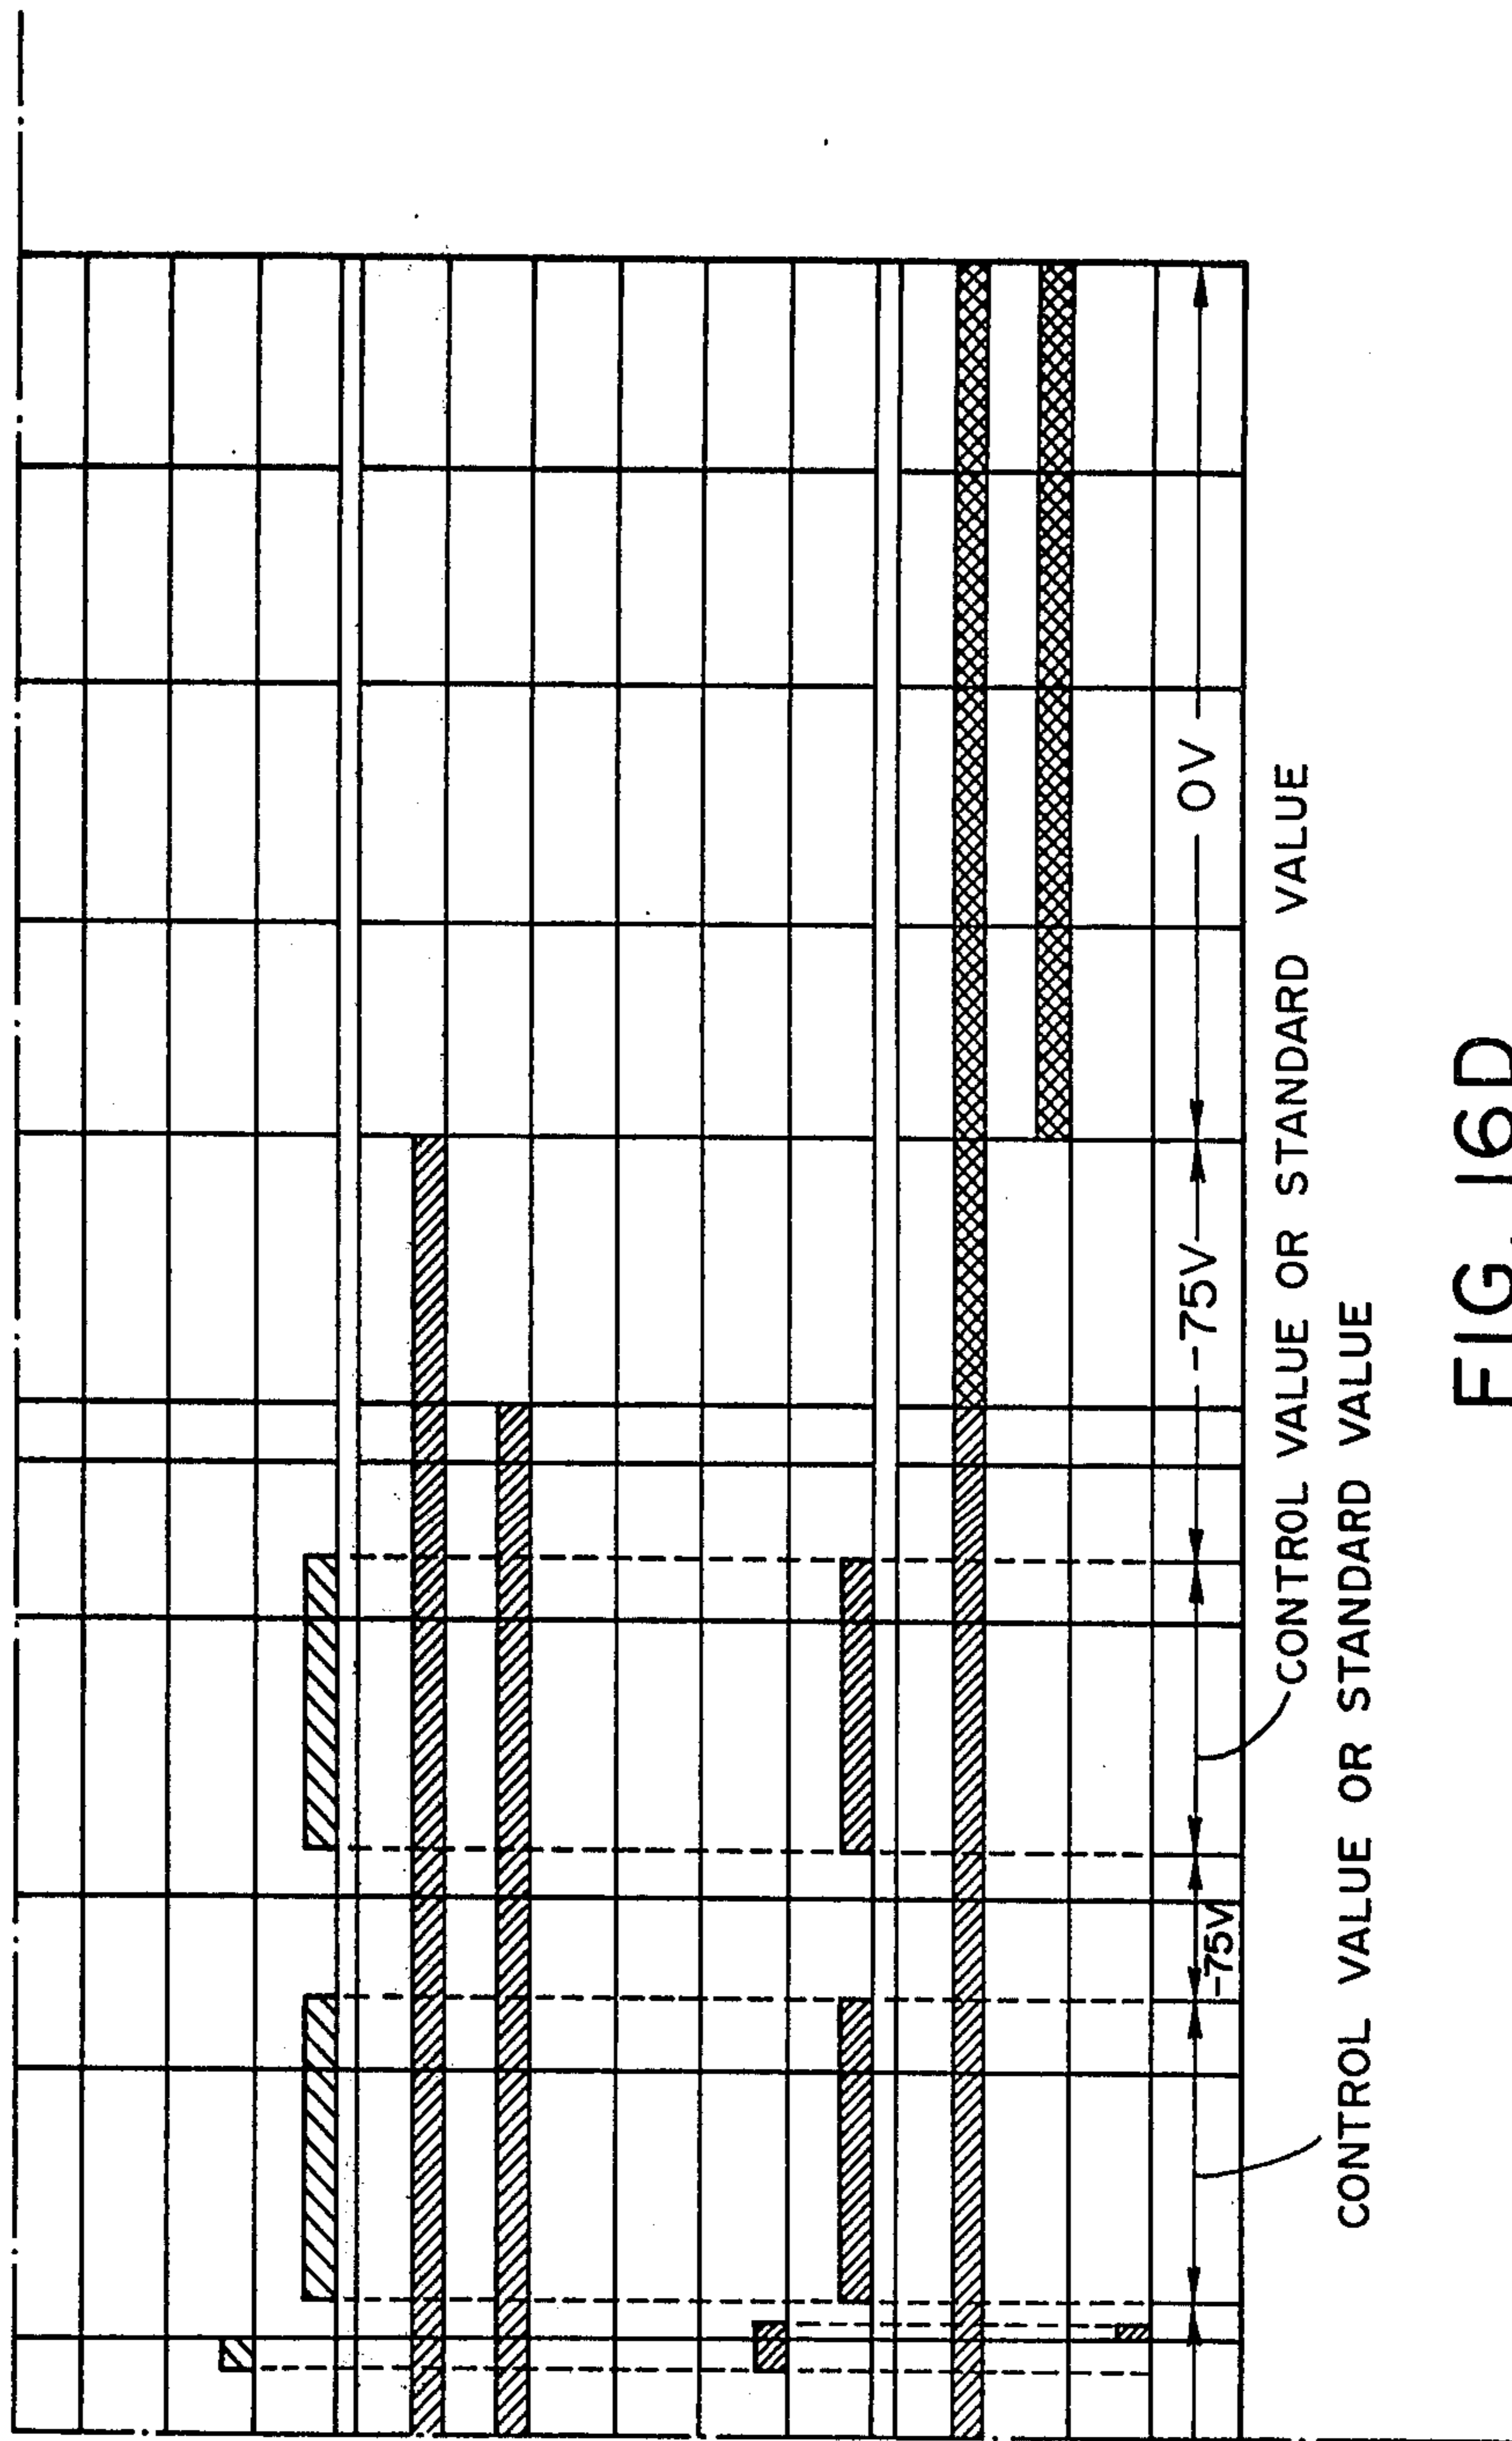 -75V
-75V
0V
CONTROL VALUE OR STANDARD VALUE
CONTROL VALUE OR STANDARD VALUE
FIG. 16D